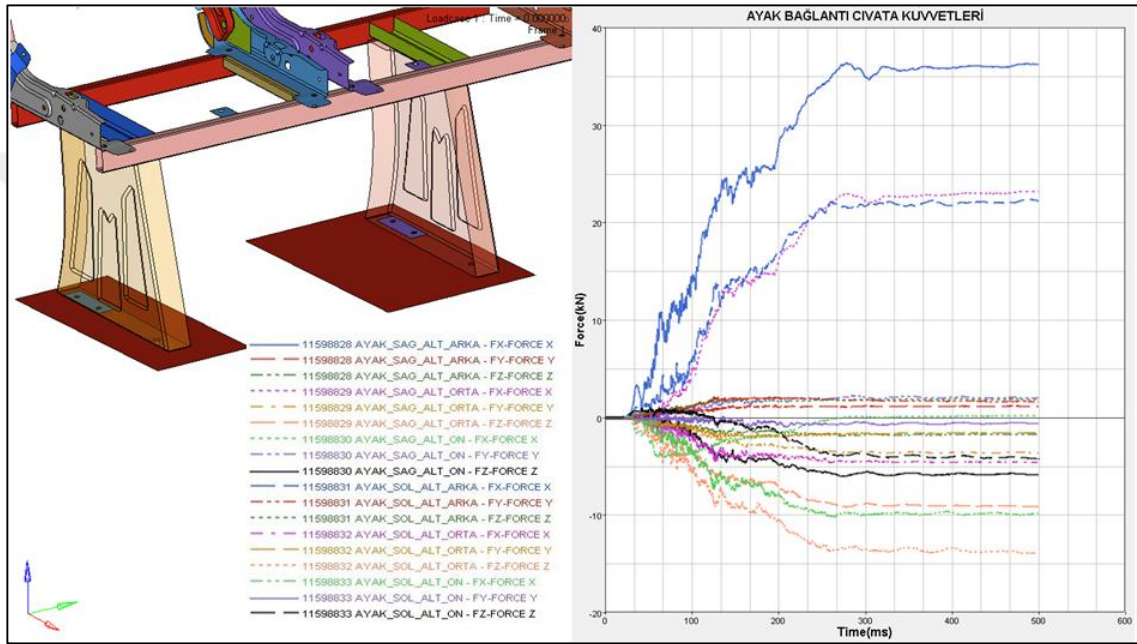 Loadcase 1 : Time = 0.000000
Frame 1
11598828 AYAK_SAG_ALT_ARKA - FX-FORCE X
11598828 AYAK_SAG_ALT_ARKA - FY-FORCE Y
11598828 AYAK_SAG_ALT_ARKA - FZ-FORCE Z
11598829 AYAK_SAG_ALT_ORTA - FX-FORCE X
11598829 AYAK_SAG_ALT_ORTA - FY-FORCE Y
11598829 AYAK_SAG_ALT_ORTA - FZ-FORCE Z
11598830 AYAK_SAG_ALT_ON - FX-FORCE X
11598830 AYAK_SAG_ALT_ON - FY-FORCE Y
11598830 AYAK_SAG_ALT_ON - FZ-FORCE Z
11598831 AYAK_SOL_ALT_ARKA - FX-FORCE X
11598831 AYAK_SOL_ALT_ARKA - FY-FORCE Y
11598831 AYAK_SOL_ALT_ARKA - FZ-FORCE Z
11598832 AYAK_SOL_ALT_ORTA - FX-FORCE X
11598832 AYAK_SOL_ALT_ORTA - FY-FORCE Y
11598832 AYAK_SOL_ALT_ORTA - FZ-FORCE Z
11598833 AYAK_SOL_ALT_ON - FX-FORCE X
11598833 AYAK_SOL_ALT_ON - FY-FORCE Y
11598833 AYAK_SOL_ALT_ON - FZ-FORCE Z
AYAK BAĞLANTI CIVATA KUVVETLERİ
40
30
20
10
0
-10
-20
Force(kN)
0 100 200 300 400 500 600
Time(ms)